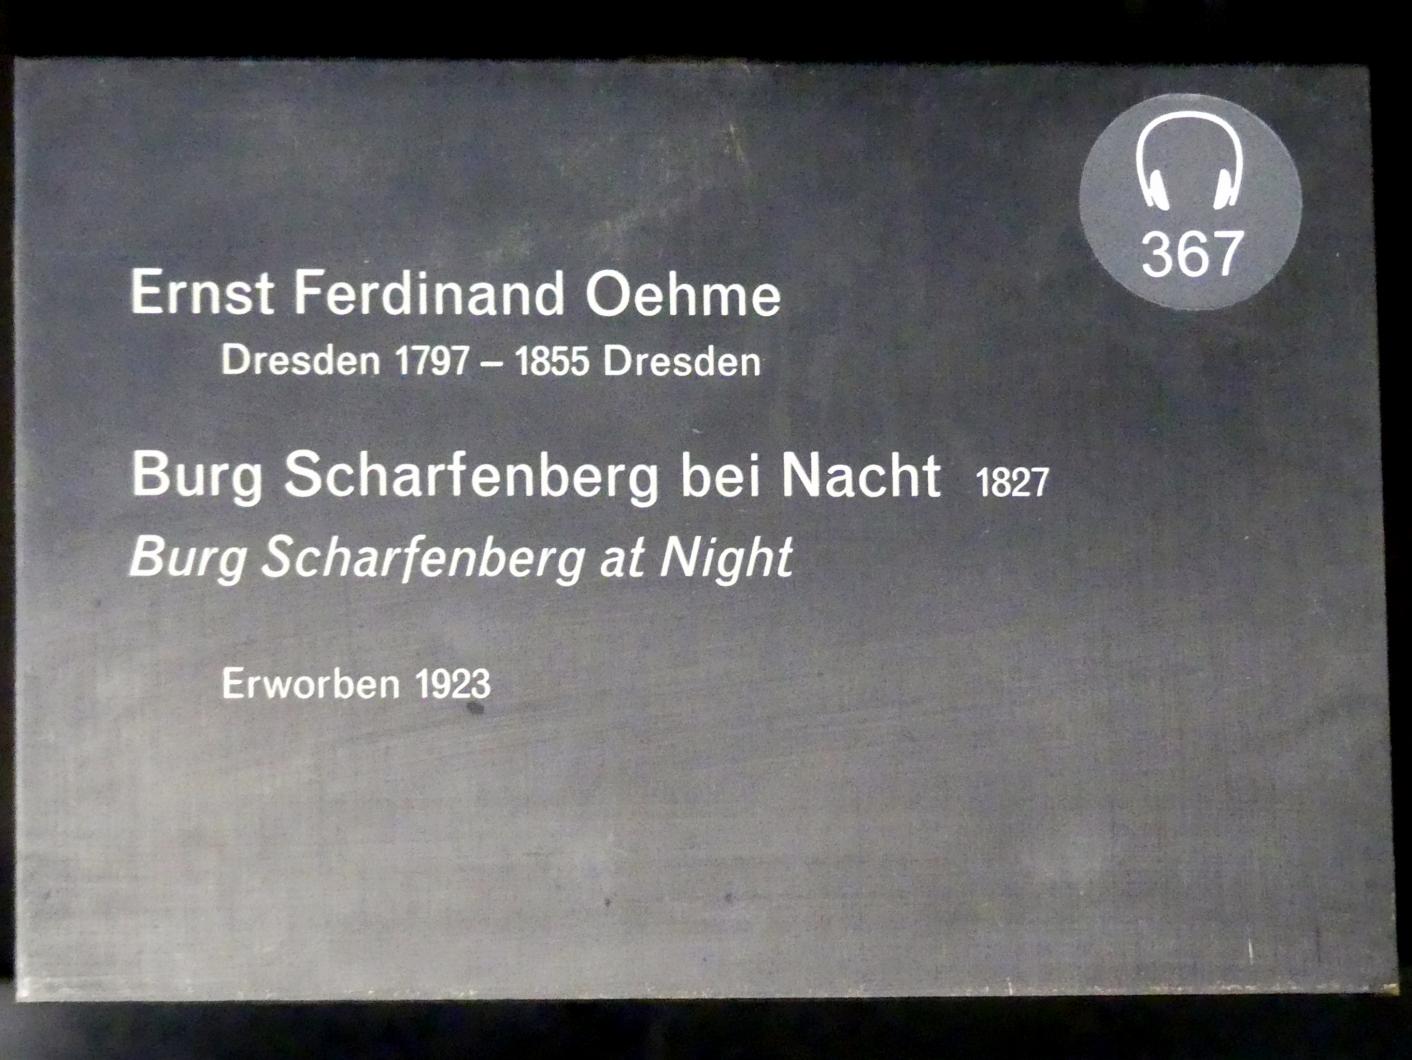 367
Ernst Ferdinand Oehme
Dresden 1797 – 1855 Dresden
Burg Scharfenberg bei Nacht 1827
Burg Scharfenberg at Night
Erworben 1923